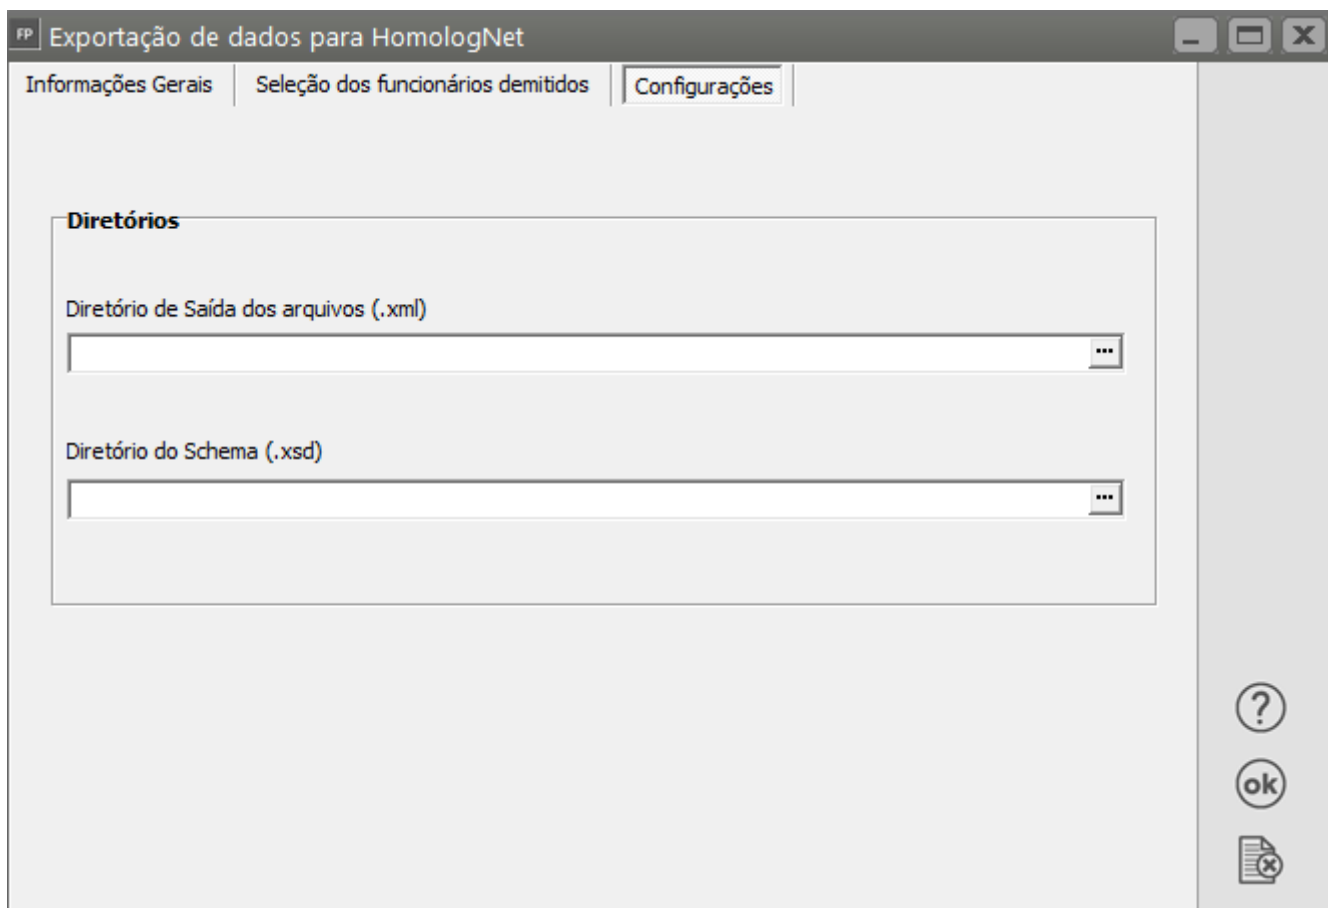 FP Exportação de dados para HomologNet
Informações Gerais Seleção dos funcionários demitidos Configurações
Diretórios
Diretório de Saída dos arquivos (.xml)
...
Diretório do Schema (.xsd)
...
?
ok